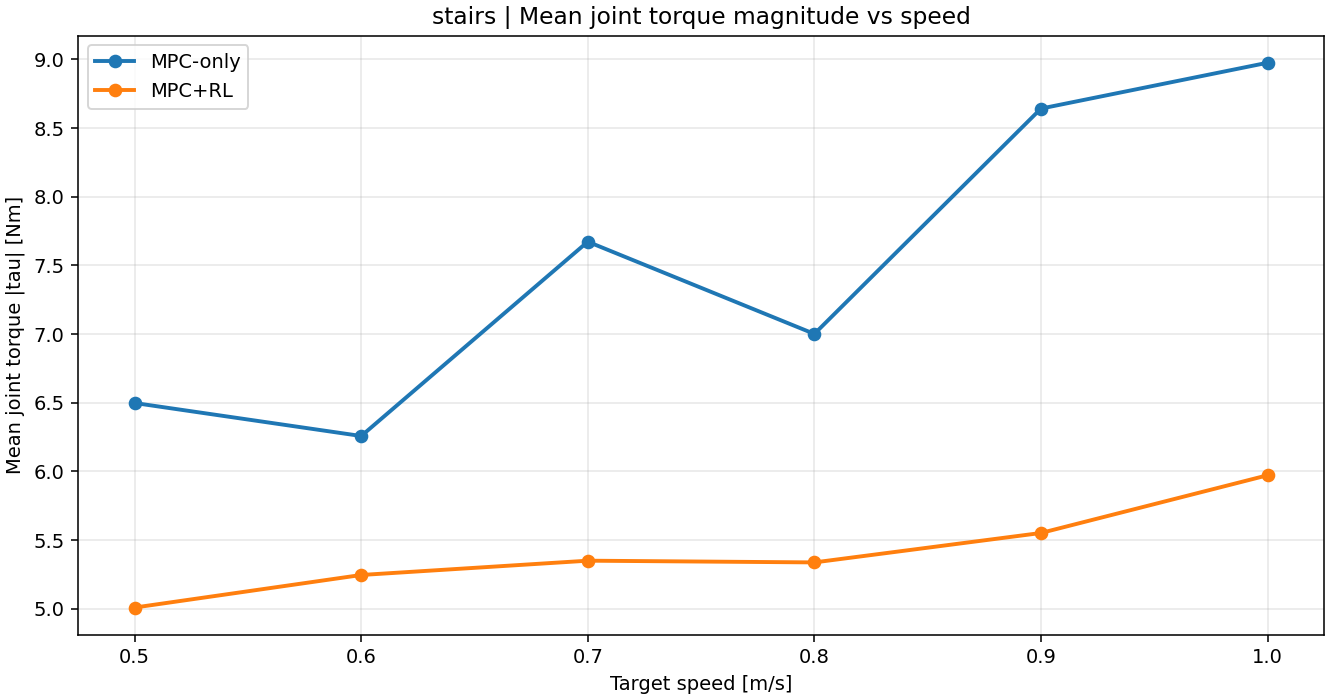 stairs | Mean joint torque magnitude vs speed
MPC-only
MPC+RL
Mean joint torque |tau| [Nm]
9.0
8.5
8.0
7.5
7.0
6.5
6.0
5.5
5.0
0.5 0.6 0.7 0.8 0.9 1.0
Target speed [m/s]